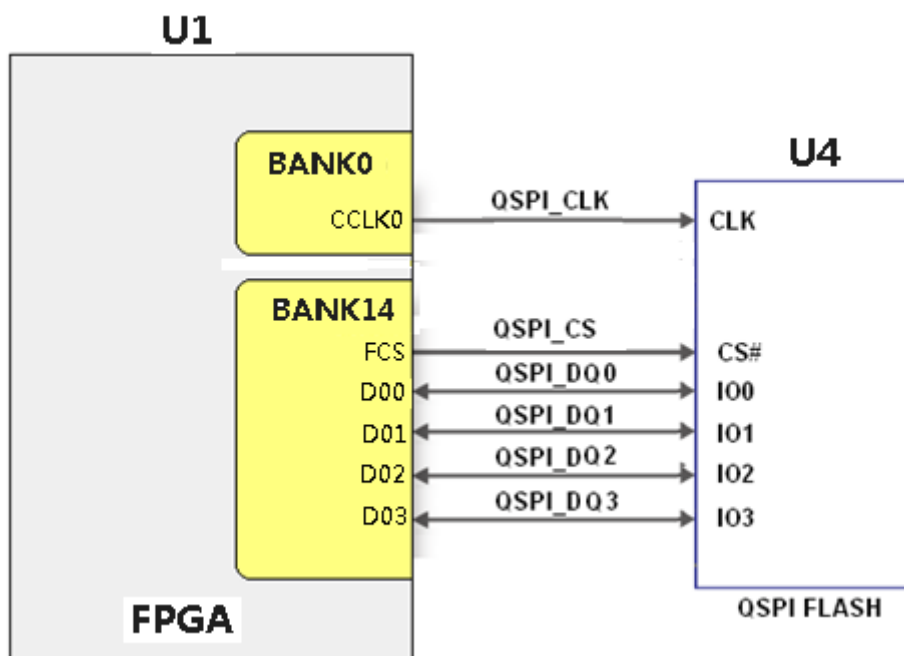 U1
U4
BANK0
CCLK0
QSPI_CLK
CLK
BANK14
FCS
QSPI_CS
CS#
D00
QSPI_DQ0
IO0
D01
QSPI_DQ1
IO1
D02
QSPI_DQ2
IO2
D03
QSPI_DQ3
IO3
FPGA
QSPI FLASH